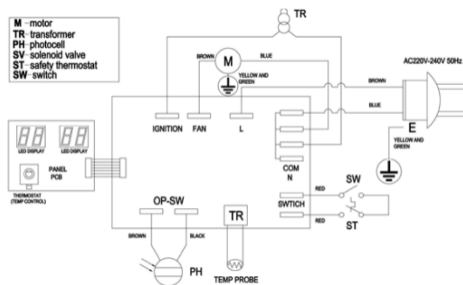 M - motor
TR - transformer
PH - photocell
SV - solenoid valve
ST - safety thermostat
SW - switch
TR
BROWN
BLUE
M
YELLOW AND
GREEN
AC220V-240V 50Hz
BROWN
BLUE
E
YELLOW AND
GREEN
IGNITION
FAN
L
COM
N
LED DISPLAY
LED DISPLAY
PANEL
PCB
THERMOSTAT
(TEMP CONTROL)
OP-SW
TR
SWTICH
RED
SW
RED
ST
BROWN
BLACK
PH
TEMP PROBE